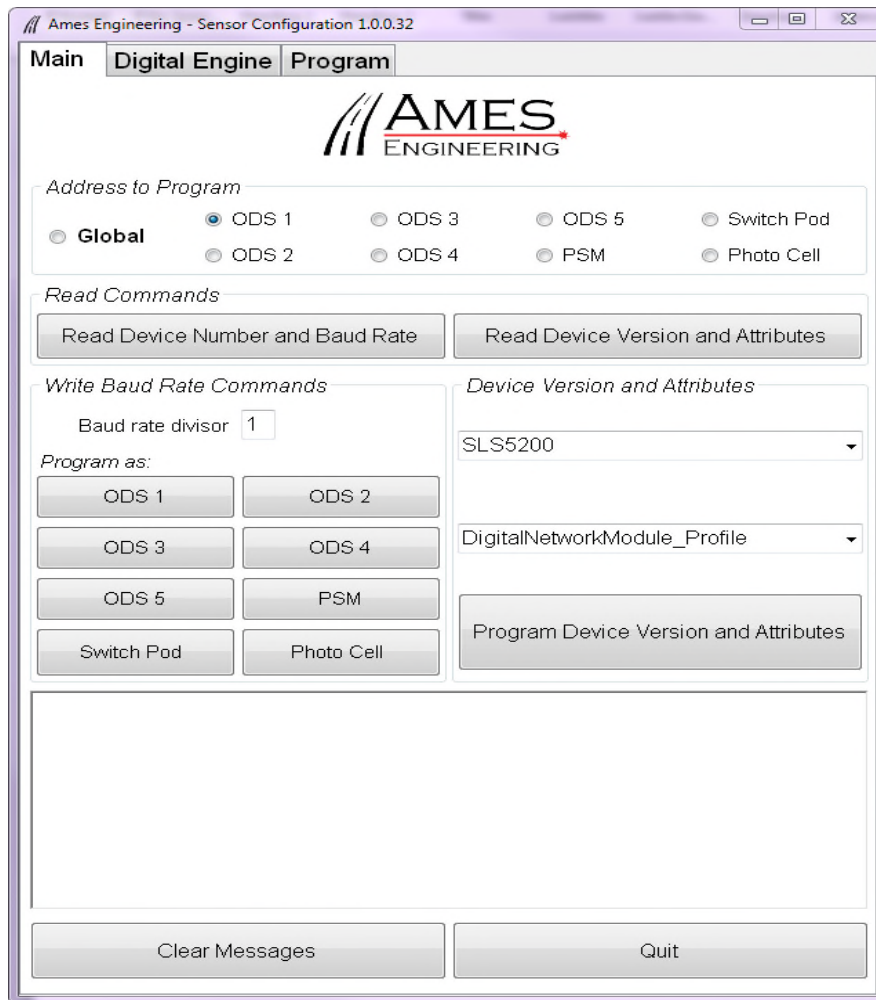 Ames Engineering - Sensor Configuration 1.0.0.32
Main Digital Engine Program
AMES
ENGINEERING
Address to Program
Global
ODS 1 ODS 3 ODS 5 Switch Pod
ODS 2 ODS 4 PSM Photo Cell
Read Commands
Read Device Number and Baud Rate Read Device Version and Attributes
Write Baud Rate Commands
Baud rate divisor 1
Program as:
ODS 1 ODS 2
ODS 3 ODS 4
ODS 5 PSM
Switch Pod Photo Cell
Device Version and Attributes
SLS5200
DigitalNetworkModule_Profile
Program Device Version and Attributes
Clear Messages Quit